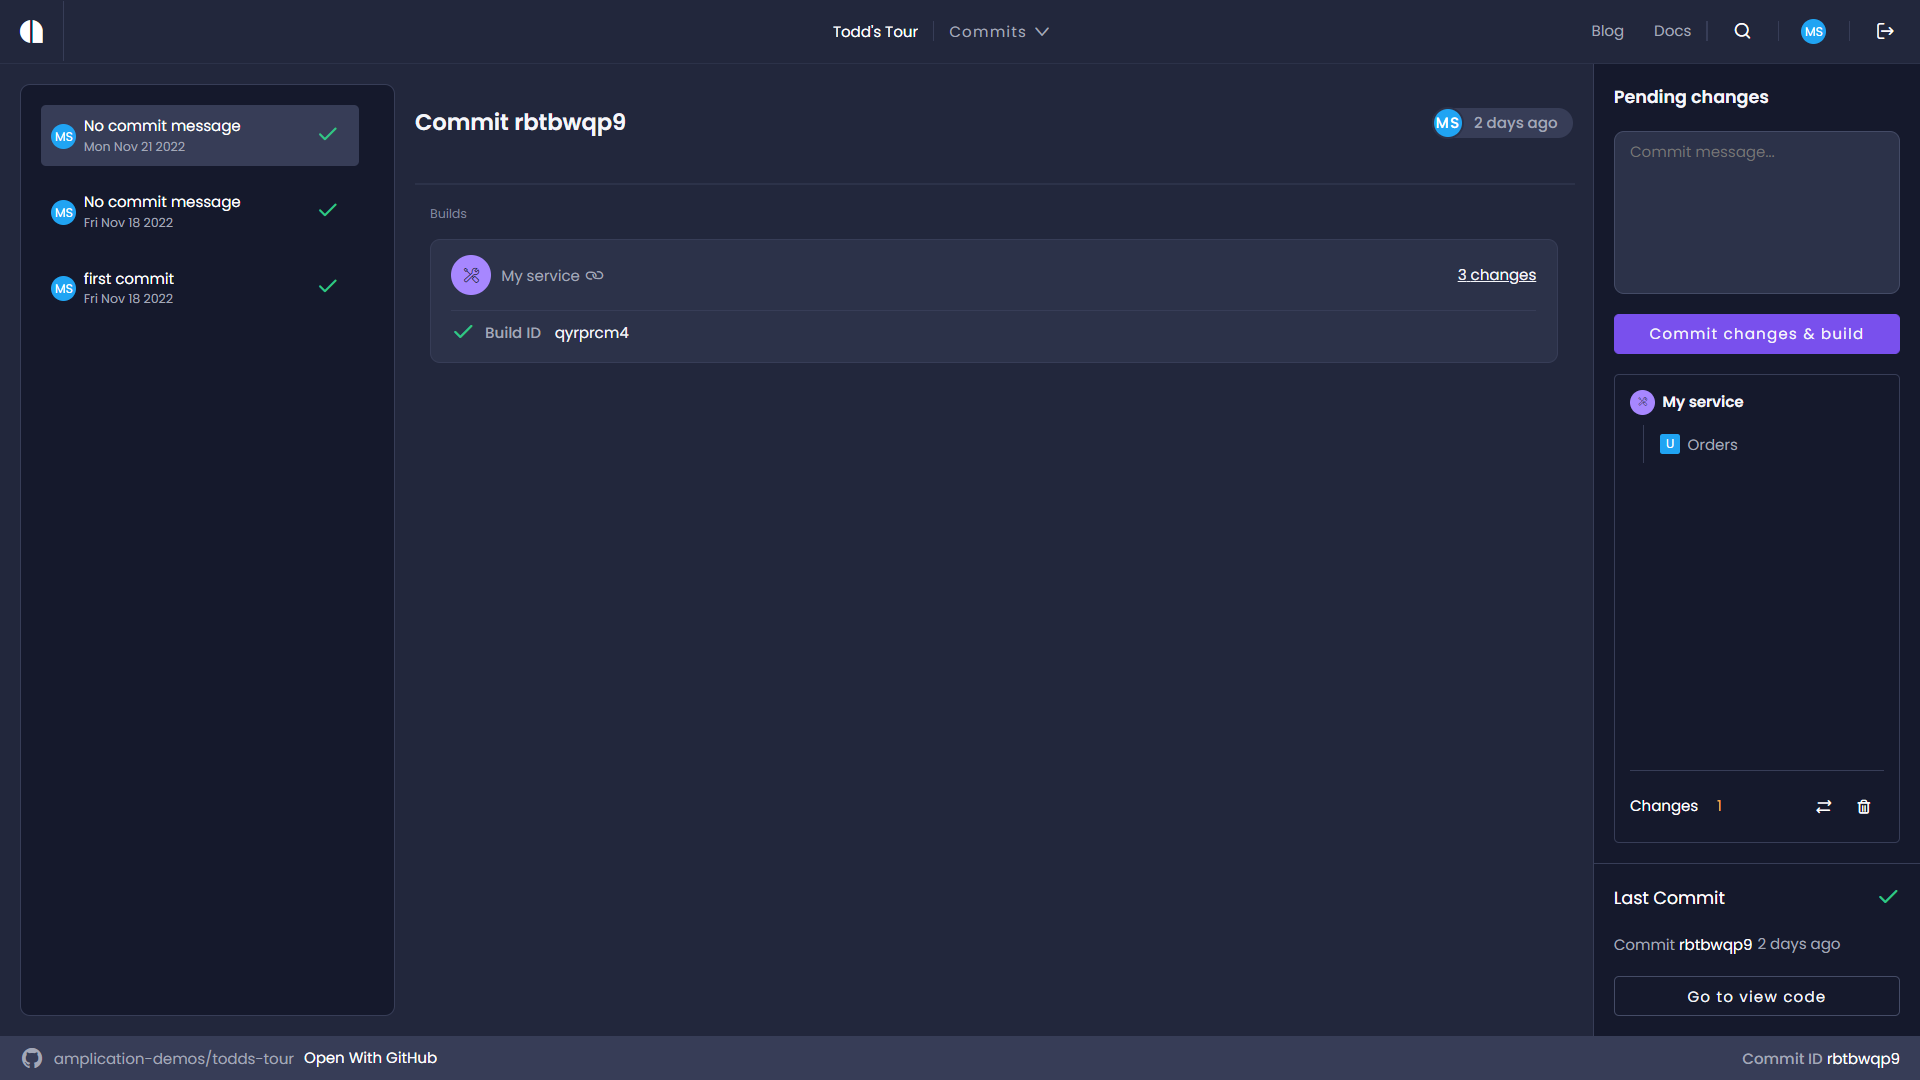 Todd's Tour
Commits
Blog
Docs
MS
MS
No commit message
Mon Nov 21 2022
MS
No commit message
Fri Nov 18 2022
MS
first commit
Fri Nov 18 2022
Commit rbtbwqp9
MS
2 days ago
Builds
My service
3 changes
Build ID qyrprcm4
Pending changes
Commit message...
Commit changes & build
My service
U Orders
Changes 1
Last Commit
Commit rbtbwqp9 2 days ago
Go to view code
amplication-demos/todds-tour Open With GitHub
Commit ID rbtbwqp9